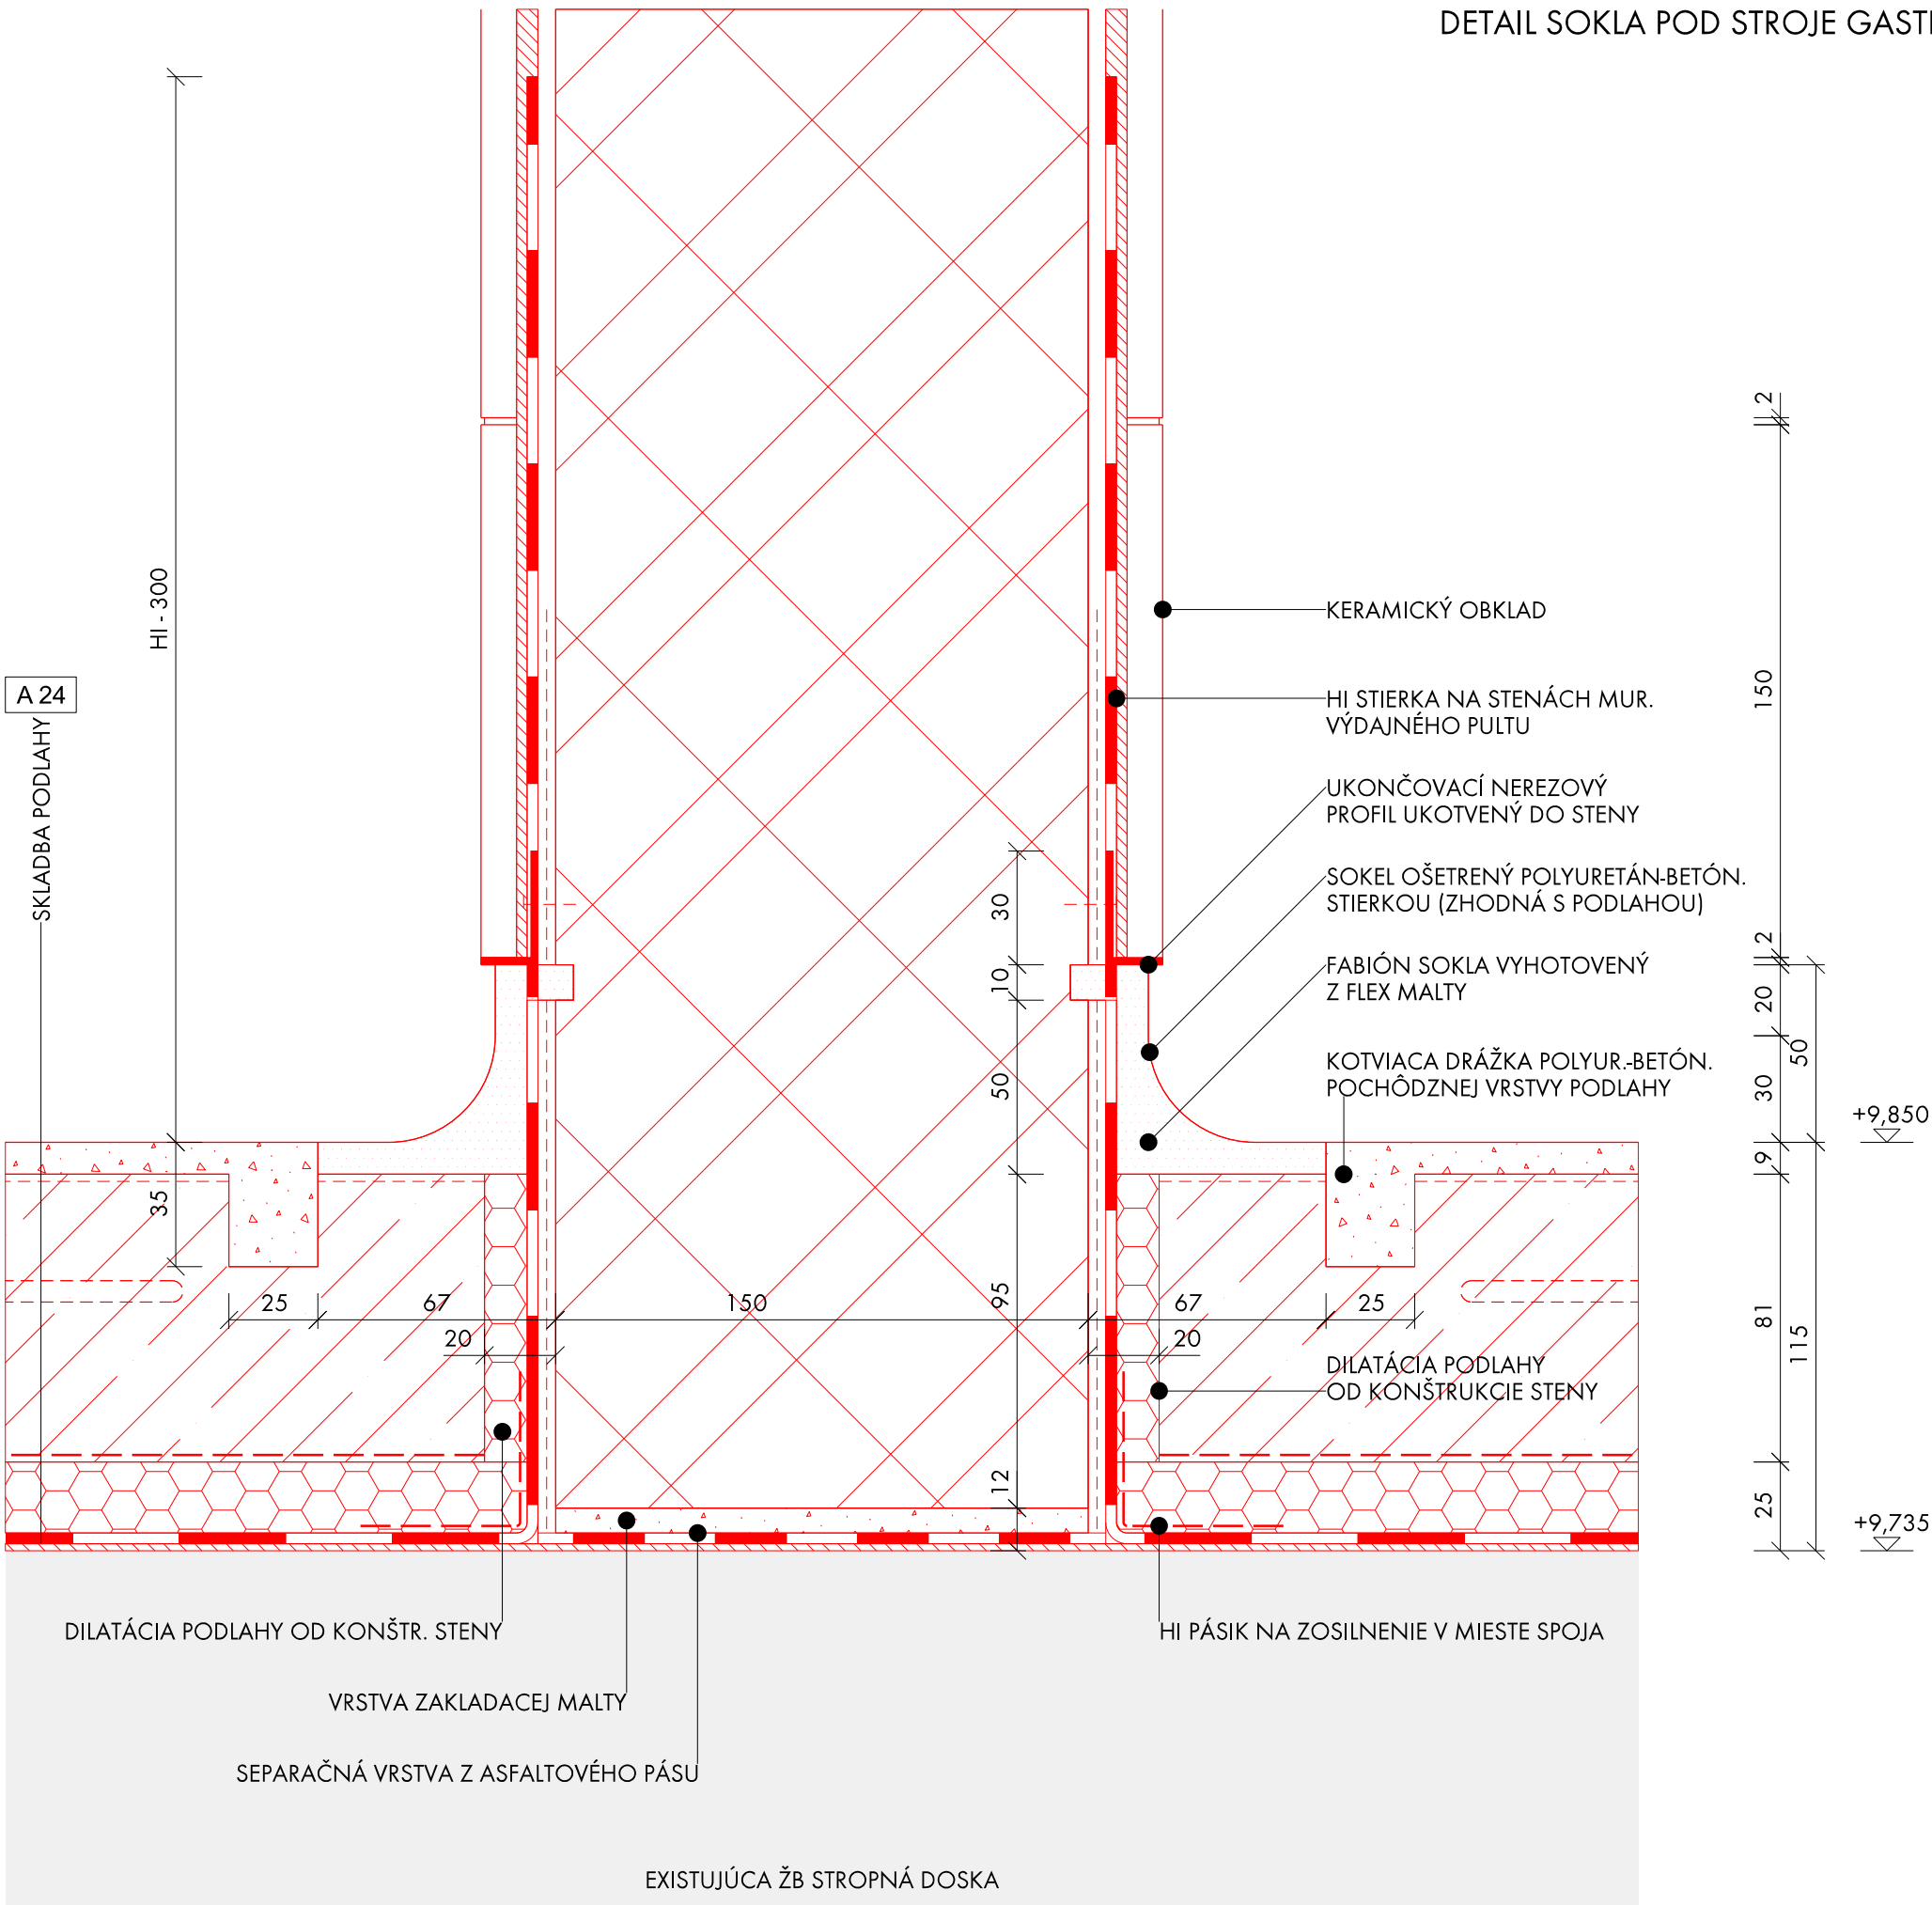 DETAIL SOKLA POD STROJE
HI - 300
A 24
SKLADBA PODLAHY
KERAMICKÝ OBKLAD
HI STIERKA NA STENÁCH MUR.
VÝDAJNÉHO PULTU
UKONČOVACÍ NEREZOVÝ
PROFIL UKOTVENÝ DO STENY
SOKEL OŠETRENÝ POLYURETÁN-BETÓN.
STIERKOU (ZHODNÁ S PODLAHOU)
FABIÓN SOKLA VYHOTOVENÝ
Z FLEX MALTY
KOTVIACA DRÁŽKA POLYUR.-BETÓN.
POCHÔDZNEJ VRSTVY PODLAHY
2
150
2
20
50
30
9
81
115
25
+9,850
+9,735
30
10
50
95
12
35
25
67
150
67
25
20
20
DILATÁCIA PODLAHY
OD KONŠTRUKCIE STENY
DILATÁCIA PODLAHY OD KONŠTR. STENY
HI PÁSIK NA ZOSILNENIE V MIESTE SPOJA
VRSTVA ZAKLADACEJ MALTY
SEPARAČNÁ VRSTVA Z ASFALTOVÉHO PÁSU
EXISTUJÚCA ŽB STROPNÁ DOSKA